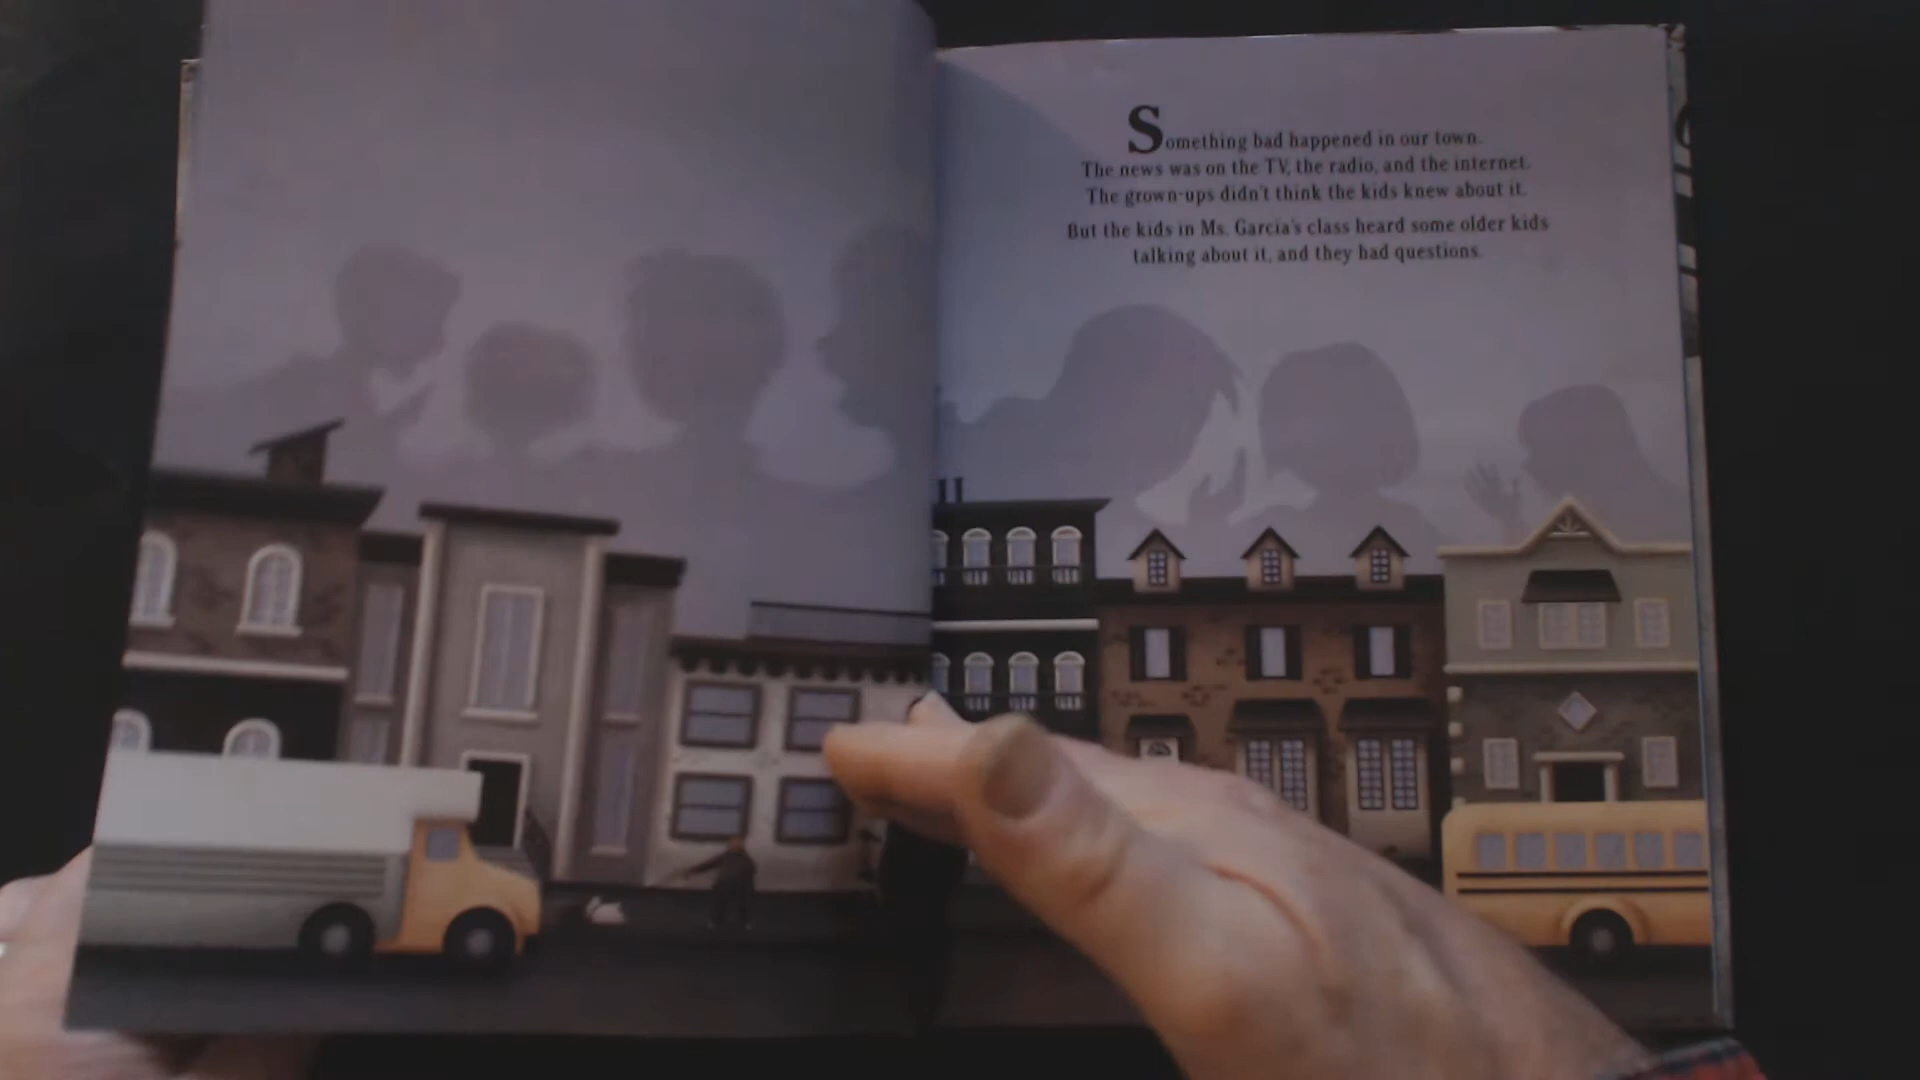 Something bad happened in our town.
The news was on the TV, the radio, and the internet.
The grown-ups didn't think the kids knew about it.
But the kids in Ms. Garcia's class heard some older kids
talking about it, and they had questions.